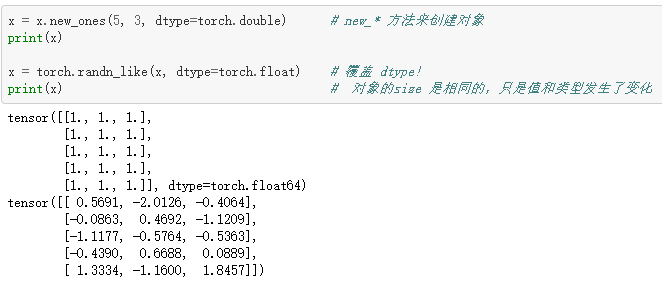 x = x.new_ones(5, 3, dtype=torch.double)      # new_* 方法来创建对象
print(x)
x = torch.randn_like(x, dtype=torch.float)    # 覆盖 dtype!
print(x)                                      #  对象的size 是相同的，只是值和类型发生了变化
tensor([[1., 1., 1.],
        [1., 1., 1.],
        [1., 1., 1.],
        [1., 1., 1.],
        [1., 1., 1.]], dtype=torch.float64)
tensor([[ 0.5691, -2.0126, -0.4064],
        [-0.0863,  0.4692, -1.1209],
        [-1.1177, -0.5764, -0.5363],
        [-0.4390,  0.6688,  0.0889],
        [ 1.3334, -1.1600,  1.8457]])